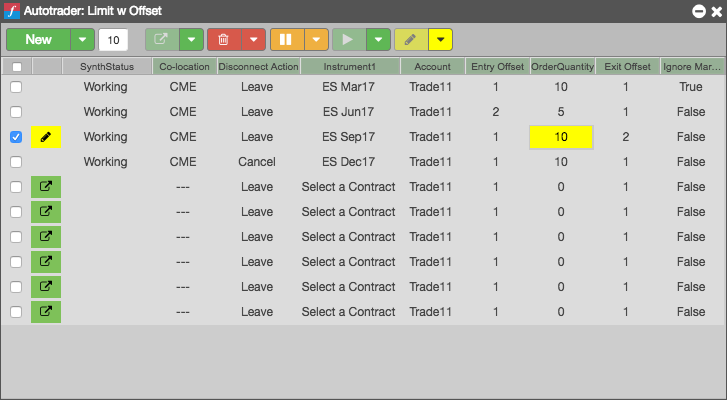 Autotrader: Limit w Offset
New 10
SynthStatus Co-location Disconnect Action Instrument1 Account Entry Offset OrderQuantity Exit Offset Ignore Mar...
Working CME Leave ES Mar17 Trade11 1 10 1 True
Working CME Leave ES Jun17 Trade11 2 5 1 False
Working CME Leave ES Sep17 Trade11 1 10 2 False
Working CME Cancel ES Dec17 Trade11 1 10 1 False
--- Leave Select a Contract Trade11 1 0 1 False
--- Leave Select a Contract Trade11 1 0 1 False
--- Leave Select a Contract Trade11 1 0 1 False
--- Leave Select a Contract Trade11 1 0 1 False
--- Leave Select a Contract Trade11 1 0 1 False
--- Leave Select a Contract Trade11 1 0 1 False